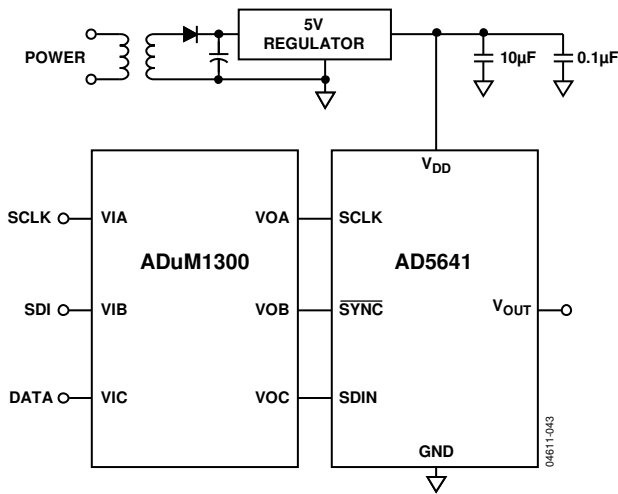 5V
REGULATOR
POWER
10µF
0.1µF
VDD
SCLK
VIA
VOA
SCLK
ADuM1300
AD5641
SDI
VIB
VOB
SYNC
VOUT
DATA
VIC
VOC
SDIN
GND
04611-043